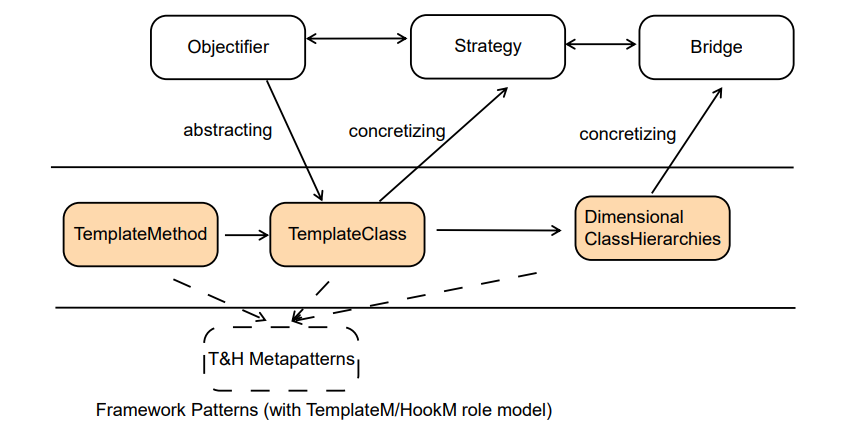 Objectifier
Strategy
Bridge
abstracting
concretizing
concretizing
TemplateMethod
TemplateClass
Dimensional
ClassHierarchies
T&H Metapatterns
Framework Patterns (with TemplateM/HookM role model)